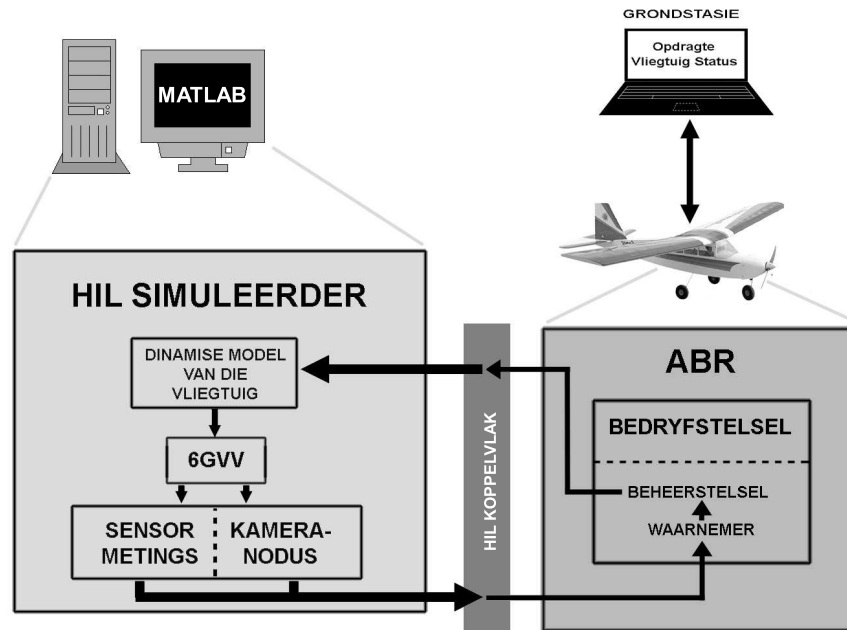 GRONDSTASIE
Opdragte
Vliegtuig Status
MATLAB
HIL SIMULEERDER
DINAMISE MODEL
VAN DIE
VLIEGTUIG
6GVV
SENSOR
METINGS
KAMERA-
NODUS
HIL KOPPELVLAK
ABR
BEDRYFSTELSEL
BEHEERSTELSEL
WAARNEMER